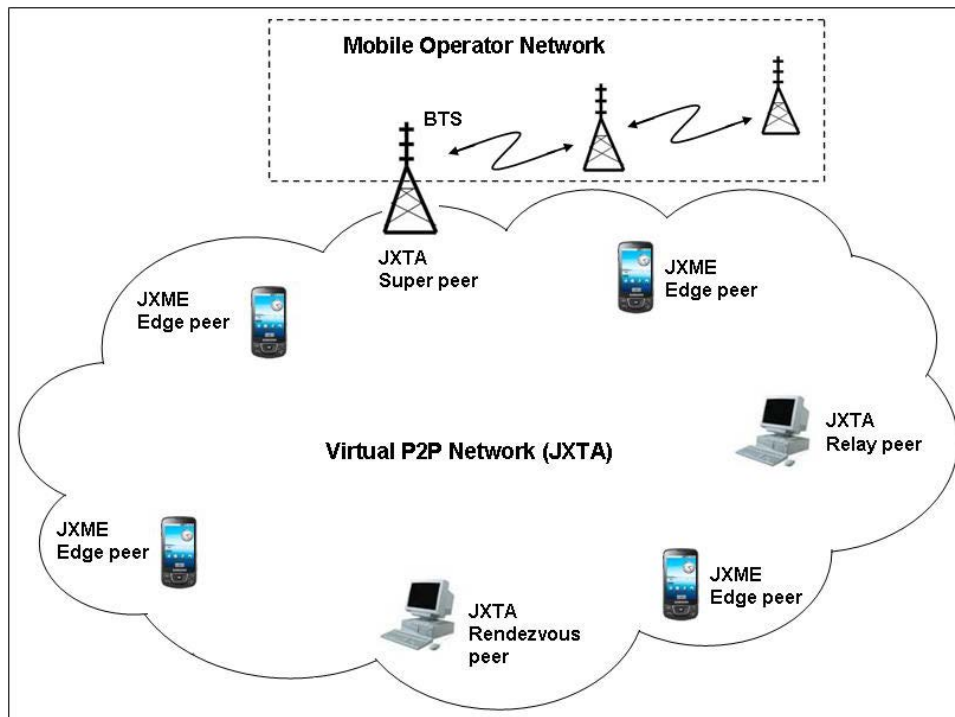 Mobile Operator Network
BTS
JXTA
Super peer
JXME
Edge peer
JXME
Edge peer
JXTA
Relay peer
Virtual P2P Network (JXTA)
JXME
Edge peer
JXME
Edge peer
JXTA
Rendezvous
peer